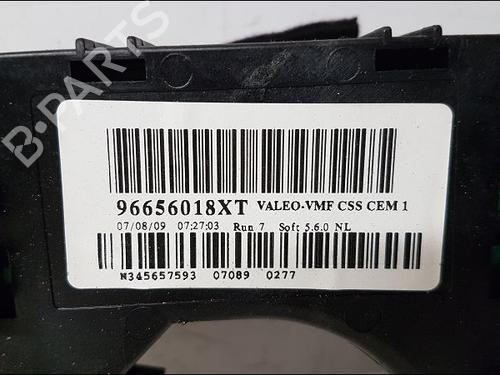 B-PARTS
96656018XT VALEO-VMF CSS CEM 1
07/08/09 07:27:03 Run 7 Soft 5.6.0 NL
N345657593 07089 0277